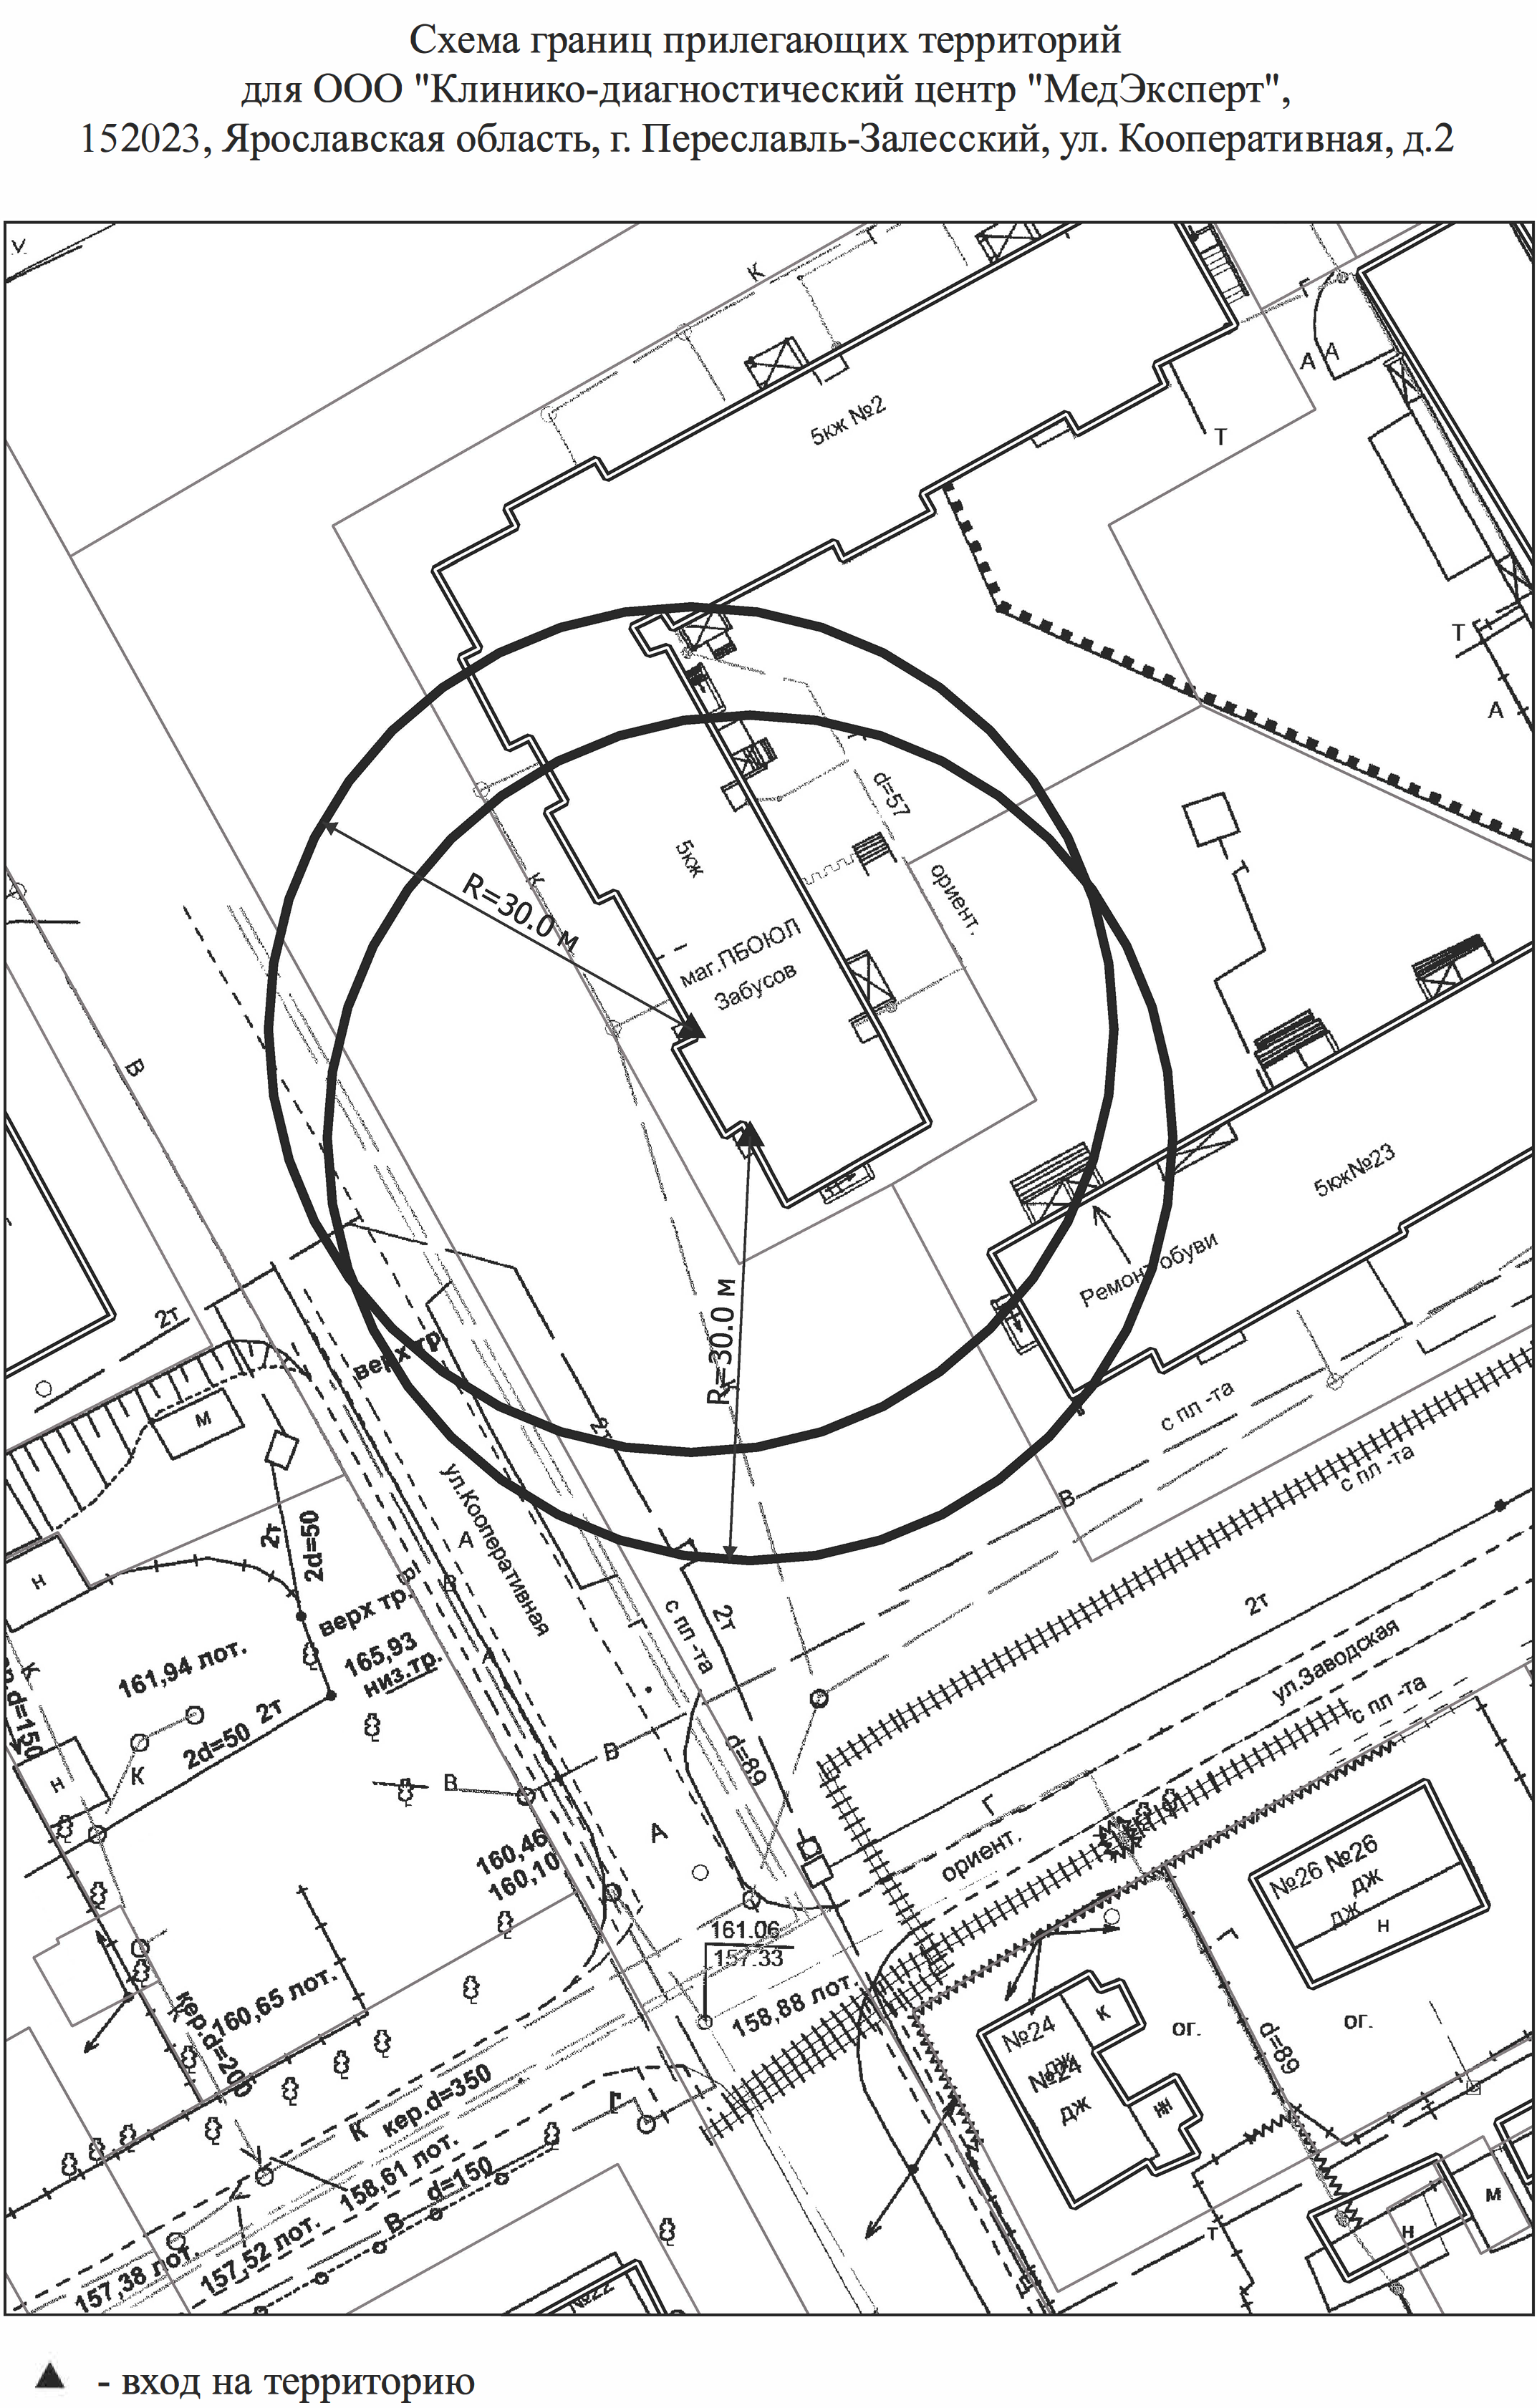 Схема границ прилегающих территорий
для ООО "Клинико-диагностический центр "МедЭксперт",
152023, Ярославская область, г. Переславль-Залесский, ул. Кооперативная, д.2
К
Г
5кж №2
Г
А
А
Т
Т
А
d=57
5кж
ориент.
К
R=30.0 м
маг.ПБОЮЛ
Забусов
В
5кж№23
Ремонт обуви
R=30.0 м
К
2т
верх тр.
2т
м
с пл -та
с пл -та
В
ул.Кооперативная
А
2т
2d=50
н
В
В
верх тр.
165,93
низ.тр.
А
Г
с пл -та
2т
2т
ул.Заводская
с пл -та
161,94 лот.
К
d=150
2d=50 2т
К
н
В
В
d=89
Г
ориент.
А
160,46
160,10
№26 №26
дж
дж
н
161.06
157.33
Г
158,88 лот.
160,65 лот.
К
кер.d=200
№24
дж
№24
дж
К
н
ог.
ог.
d=89
К кер.d=350
158,61 лот.
В d=150
157,52 лот.
157,38 лот.
т
н
м
№22
- вход на территорию